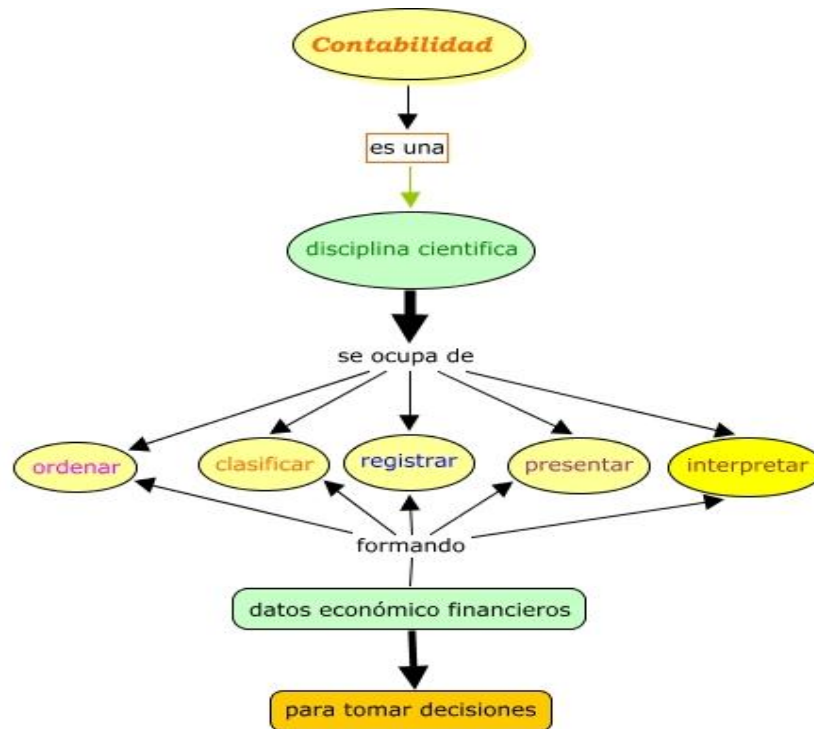 Contabilidad
es una
disciplina cientifica
se ocupa de
ordenar
clasificar
registrar
presentar
interpretar
formando
datos económico financieros
para tomar decisiones